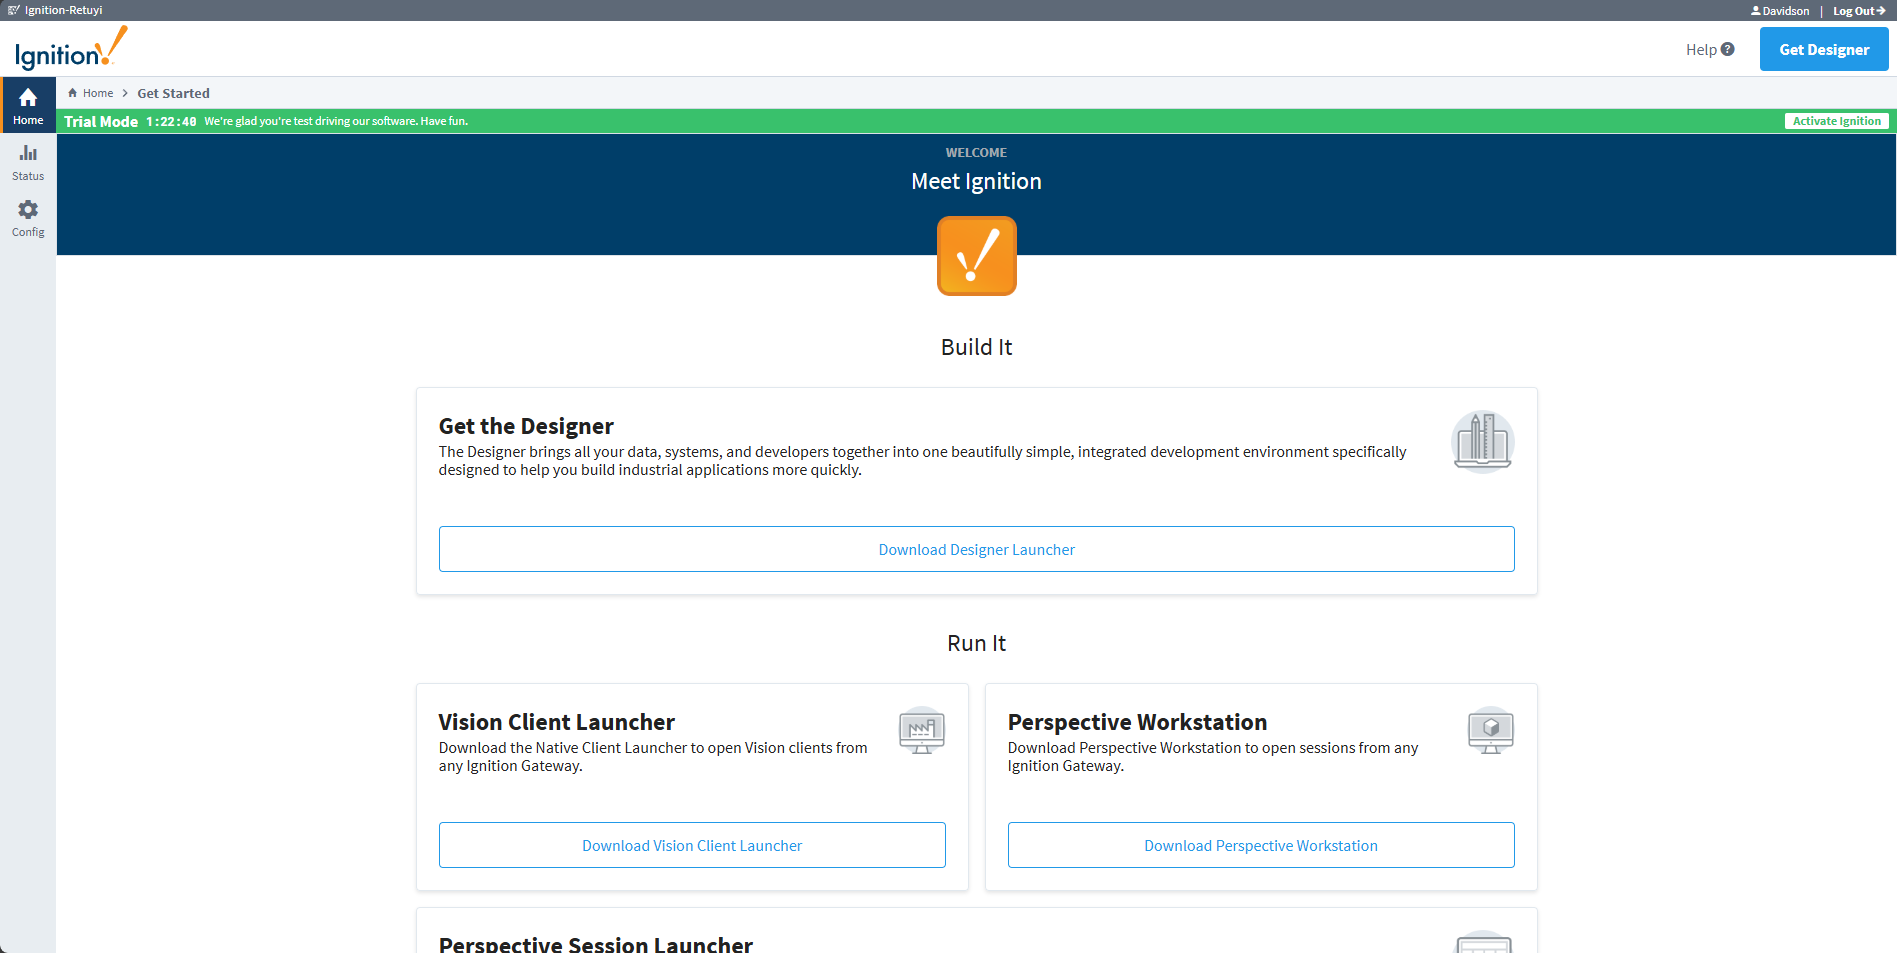 Ignition-Retuyi
Davidson | Log Out
Ignition!
Help ?
Get Designer
Home
Home > Get Started
Trial Mode 1:22:40 We're glad you're test driving our software. Have fun.
Activate Ignition
Status
Config
WELCOME
Meet Ignition
Build It
Get the Designer
The Designer brings all your data, systems, and developers together into one beautifully simple, integrated development environment specifically
designed to help you build industrial applications more quickly.
Download Designer Launcher
Run It
Vision Client Launcher
Download the Native Client Launcher to open Vision clients from
any Ignition Gateway.
Download Vision Client Launcher
Perspective Workstation
Download Perspective Workstation to open sessions from any
Ignition Gateway.
Download Perspective Workstation
Perspective Session Launcher